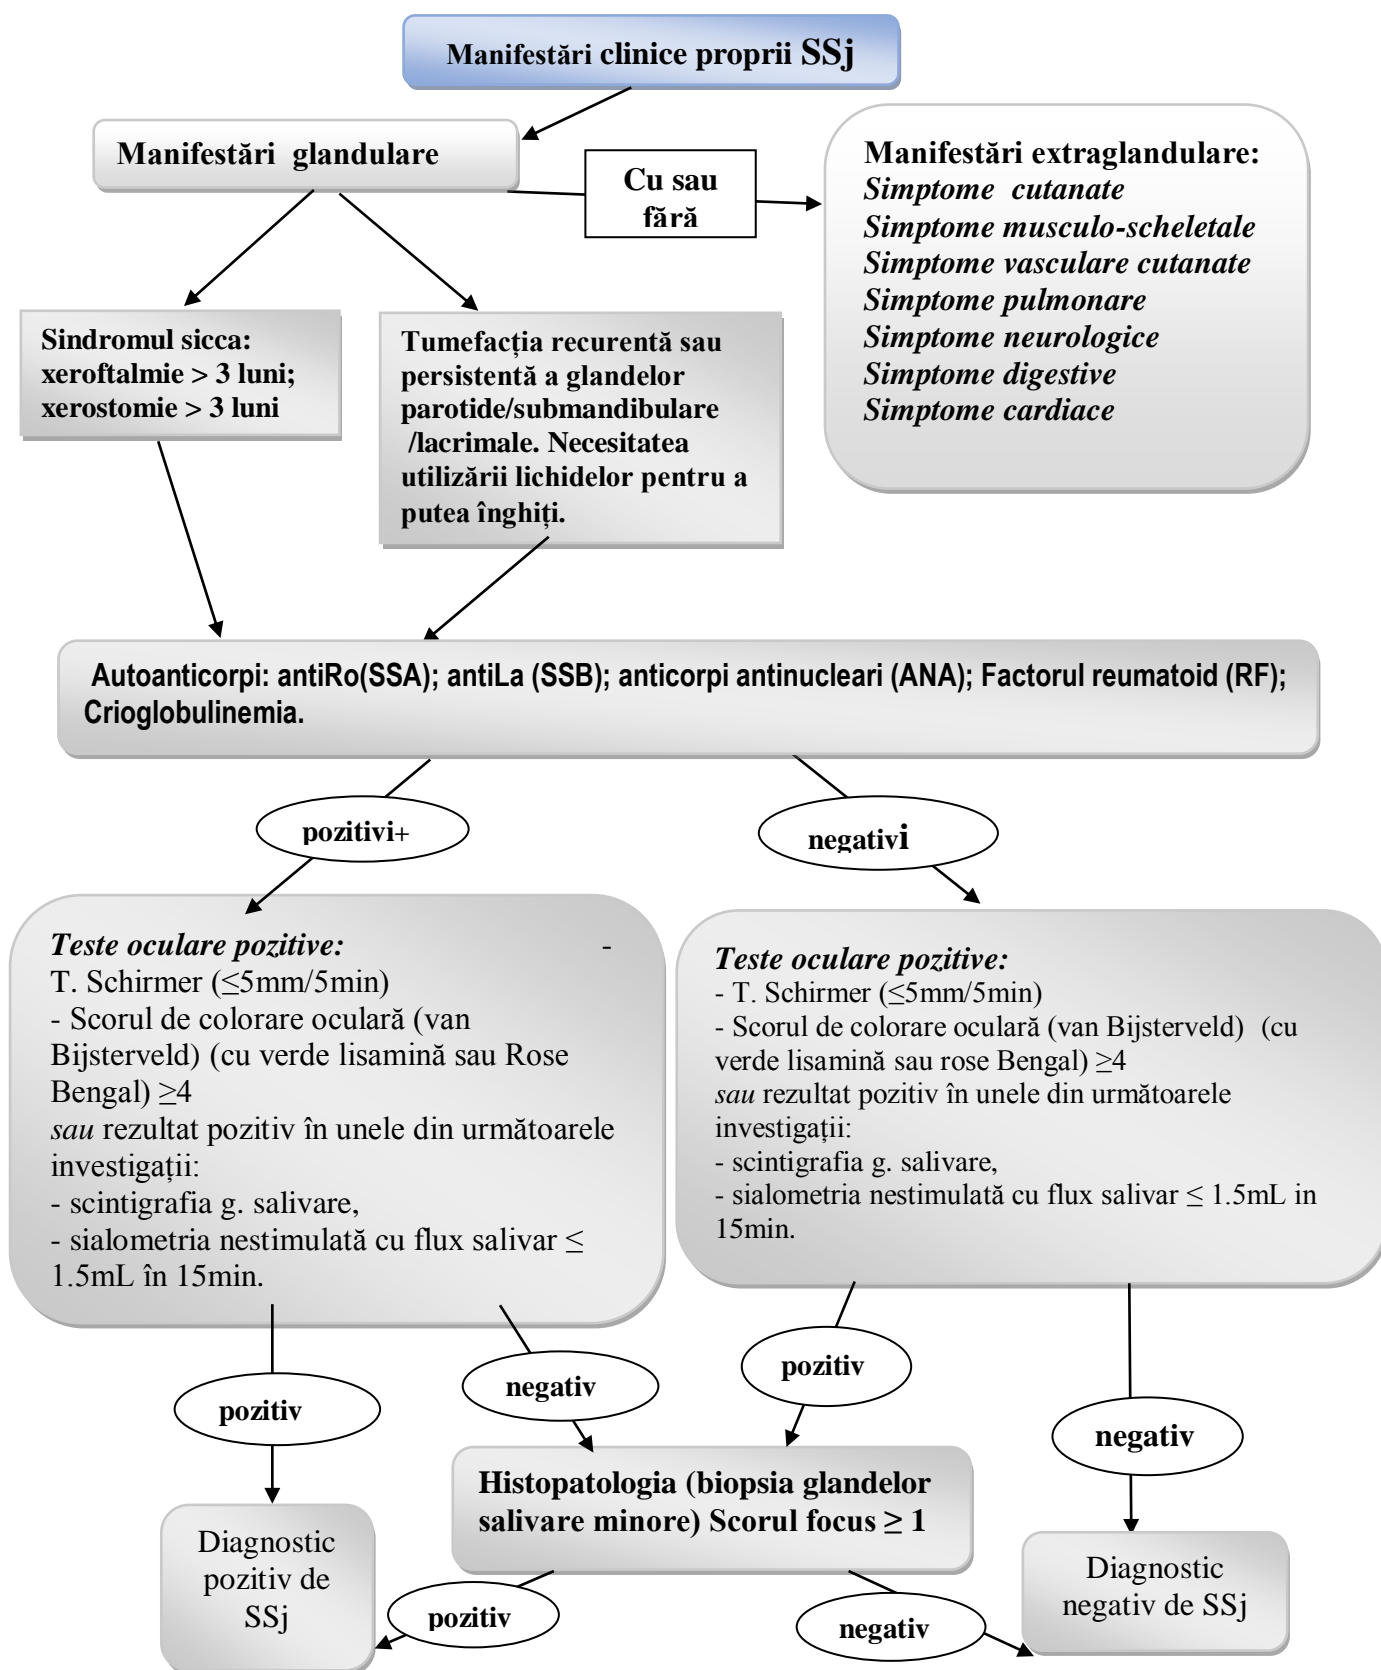 Manifestări clinice proprii SSj
Manifestări glandulare
Cu sau
fără
Manifestări extraglandulare:
Simptome cutanate
Simptome musculo-scheletale
Simptome vasculare cutanate
Simptome pulmonare
Simptome neurologice
Simptome digestive
Simptome cardiace
Sindromul sicca:
xeroftalmie > 3 luni;
xerostomie > 3 luni
Tumefacția recurentă sau
persistentă a glandelor
parotide/submandibulare
/lacrimale. Necesitatea
utilizării lichidelor pentru a
putea înghiți.
Autoanticorpi: antiRo(SSA); antiLa (SSB); anticorpi antinucleari (ANA); Factorul reumatoid (RF);
Crioglobulinemia.
pozitivi+
negativi
Teste oculare pozitive: -
T. Schirmer (≤5mm/5min)
- Scorul de colorare oculară (van
Bijsterveld) (cu verde lisamină sau Rose
Bengal) ≥4
sau rezultat pozitiv în unele din următoarele
investigații:
- scintigrafia g. salivare,
- sialometria nestimulată cu flux salivar ≤
1.5mL în 15min.
Teste oculare pozitive:
- T. Schirmer (≤5mm/5min)
- Scorul de colorare oculară (van Bijsterveld) (cu
verde lisamină sau rose Bengal) ≥4
sau rezultat pozitiv în unele din următoarele
investigații:
- scintigrafia g. salivare,
- sialometria nestimulată cu flux salivar ≤ 1.5mL in
15min.
pozitiv
negativ
pozitiv
negativ
Histopatologia (biopsia glandelor
salivare minore) Scorul focus ≥ 1
Diagnostic
pozitiv de
SSj
pozitiv
negativ
Diagnostic
negativ de SSj